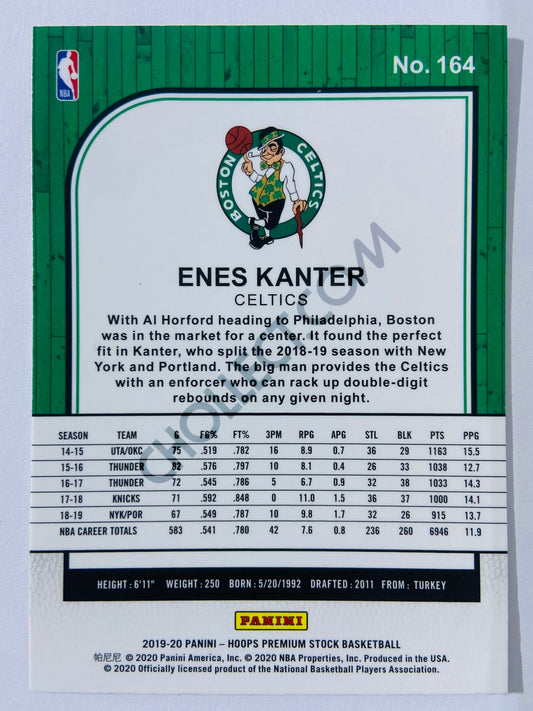 NBA
No. 164
BOSTON CELTICS
ENES KANTER
CELTICS
With Al Horford heading to Philadelphia, Boston
was in the market for a center. It found the perfect
fit in Kanter, who split the 2018-19 season with New
York and Portland. The big man provides the Celtics
with an enforcer who can rack up double-digit
rebounds on any given night.
CHOLLECT.COM
SEASON TEAM G FG% FT% 3PM RPG APG STL BLK PTS PPG
14-15 UTA/OKC 75 .519 .782 16 8.9 0.7 36 29 1163 15.5
15-16 THUNDER 82 .576 .797 10 8.1 0.4 26 33 1038 12.7
16-17 THUNDER 72 .545 .786 5 6.7 0.9 32 38 1033 14.3
17-18 KNICKS 71 .592 .848 0 11.0 1.5 36 37 1000 14.1
18-19 NYK/POR 67 .549 .787 10 9.8 1.7 32 26 915 13.7
NBA CAREER TOTALS 583 .541 .780 42 7.6 0.8 236 260 6946 11.9
HEIGHT: 6'11" WEIGHT: 250 BORN: 5/20/1992 DRAFTED: 2011 FROM: TURKEY
PANINI
2019-20 PANINI – HOOPS PREMIUM STOCK BASKETBALL
帕尼尼 © 2020 Panini America, Inc. © 2020 NBA Properties, Inc. Produced in the USA.
© 2020 Officially licensed product of the National Basketball Players Association.